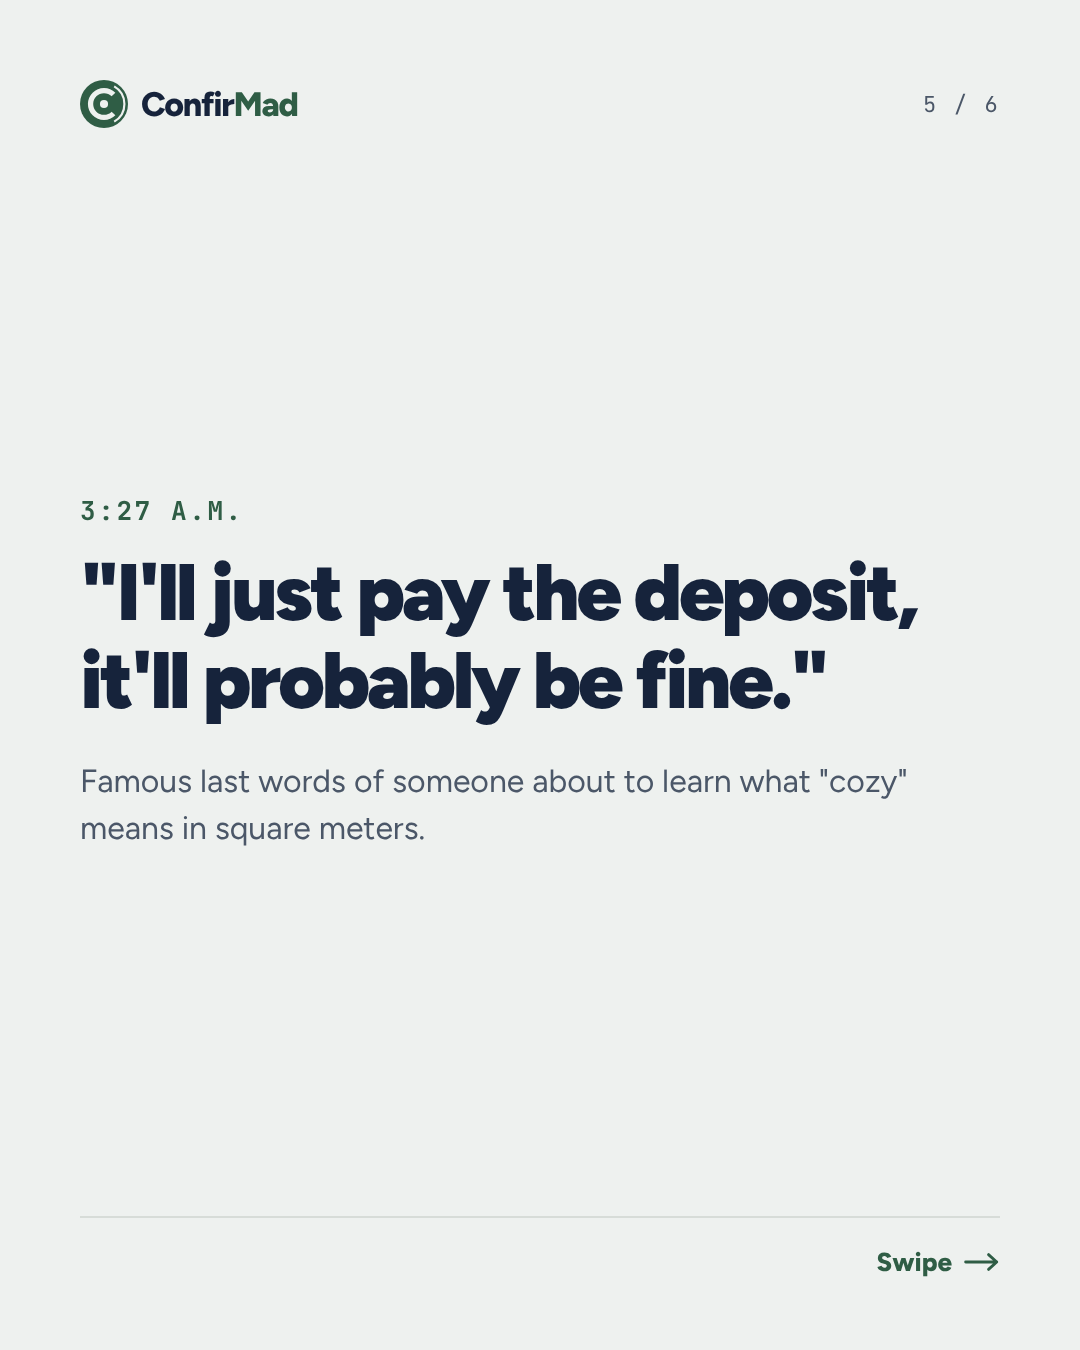 ConfirMad
5 / 6
3:27 A.M.
"I'll just pay the deposit,
it'll probably be fine."
Famous last words of someone about to learn what "cozy"
means in square meters.
Swipe →